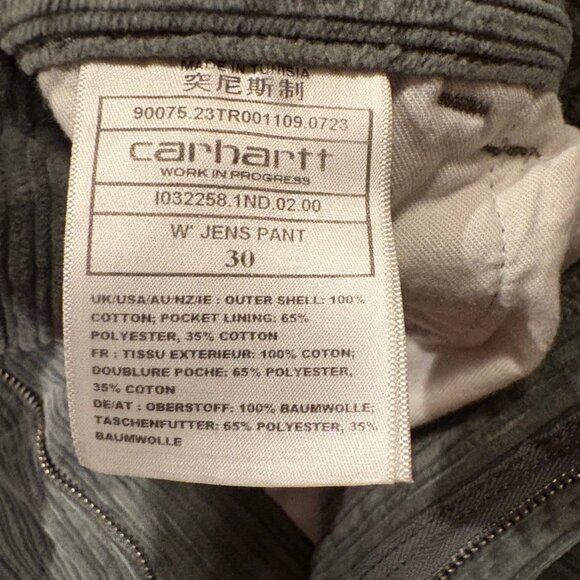 MADE IN TUNISIA
突尼斯制
90075.23TR001109.0723
carhartt
WORK IN PROGRESS
I032258.1ND.02.00
W' JENS PANT
30
UK/USA/AU/NZ/IE : OUTER SHELL: 100%
COTTON; POCKET LINING: 65%
POLYESTER, 35% COTTON
FR : TISSU EXTERIEUR: 100% COTON;
DOUBLURE POCHE: 65% POLYESTER,
35% COTON
DE/AT : OBERSTOFF: 100% BAUMWOLLE;
TASCHENFUTTER: 65% POLYESTER, 35%
BAUMWOLLE